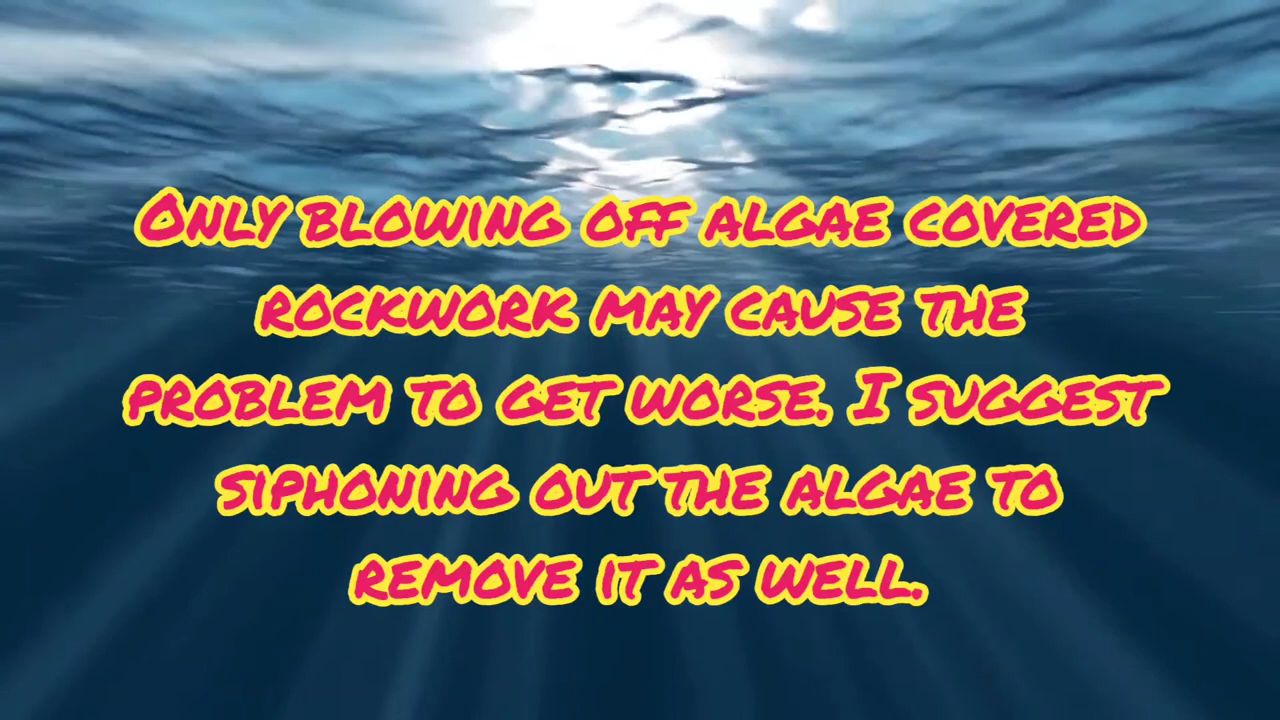 Only blowing off algae covered
rockwork may cause the
problem to get worse. I suggest
siphoning out the algae to
remove it as well.